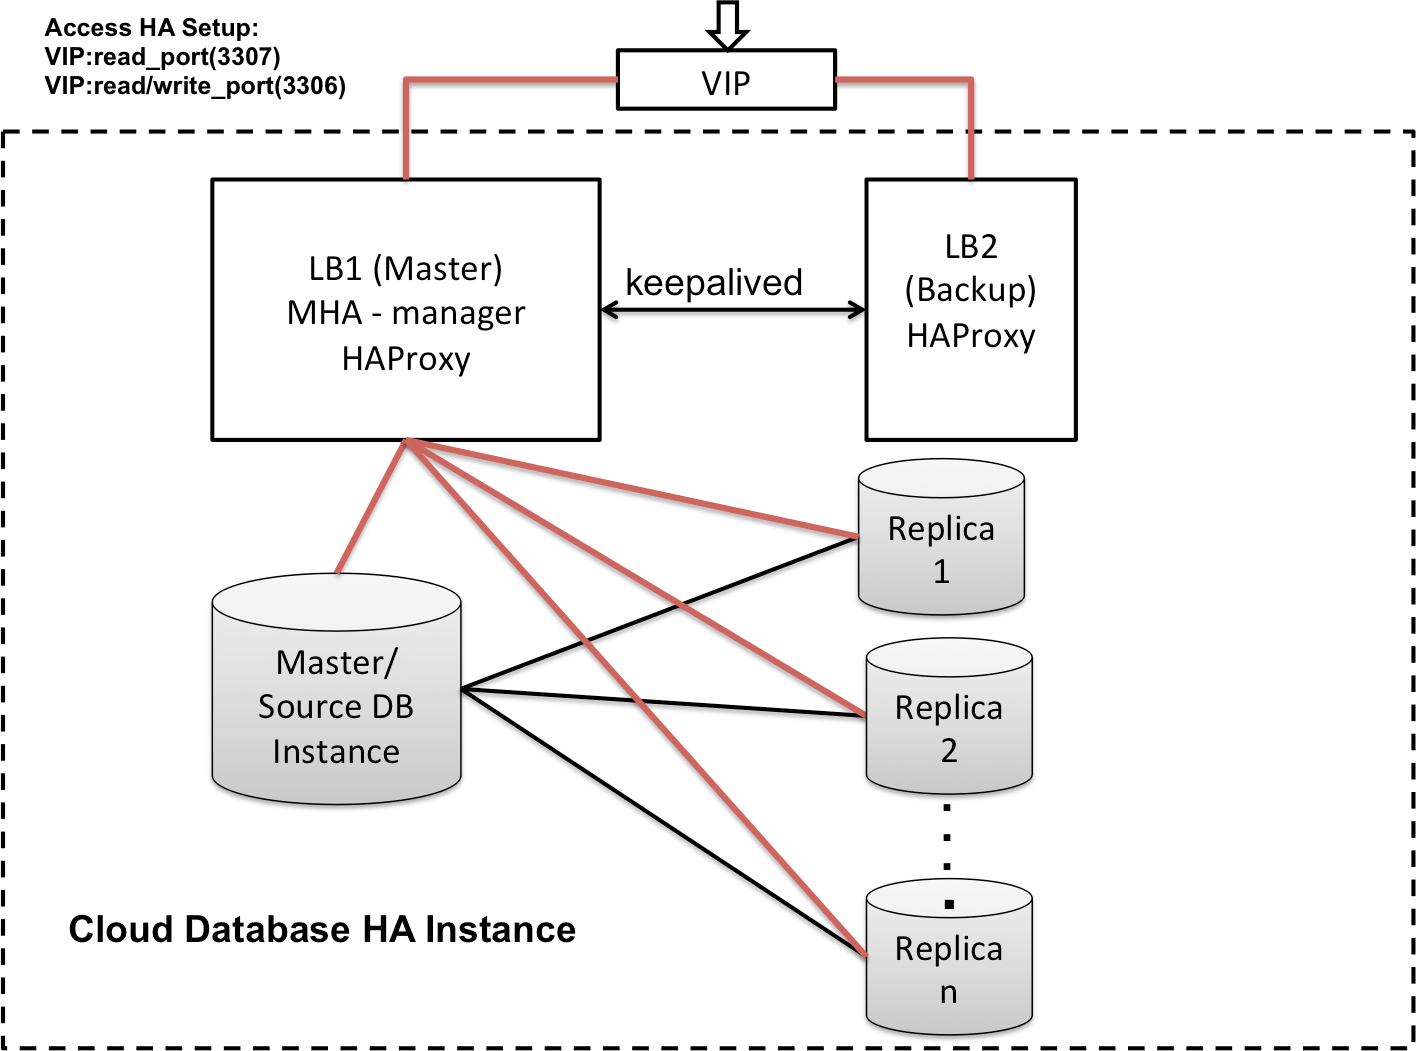 Access HA Setup:
VIP:read_port(3307)
VIP:read/write_port(3306)
VIP
LB1 (Master)
MHA - manager
HAProxy
keepalived
LB2
(Backup)
HAProxy
Replica
1
Master/
Source DB
Instance
Replica
2
Replica
n
Cloud Database HA Instance